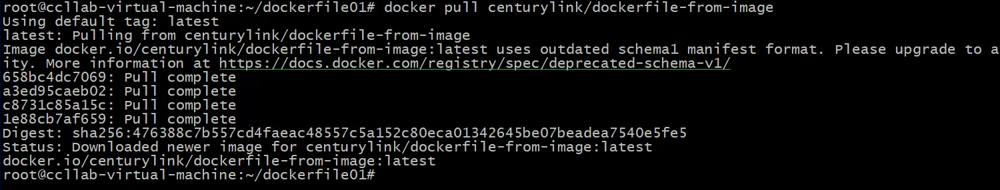 root@ccllab-virtual-machine:~/dockerfile01# docker pull centurylink/dockerfile-from-image
Using default tag: latest
latest: Pulling from centurylink/dockerfile-from-image
Image docker.io/centurylink/dockerfile-from-image:latest uses outdated schema1 manifest format. Please upgrade to a
ity. More information at https://docs.docker.com/registry/spec/deprecated-schema-v1/
658bc4dc7069: Pull complete
a3ed95caeb02: Pull complete
c8731c85a15c: Pull complete
1e88cb7af659: Pull complete
Digest: sha256:476388c7b557cd4faeac48557c5a152c80eca01342645be07beadea7540e5fe5
Status: Downloaded newer image for centurylink/dockerfile-from-image:latest
docker.io/centurylink/dockerfile-from-image:latest
root@ccllab-virtual-machine:~/dockerfile01#